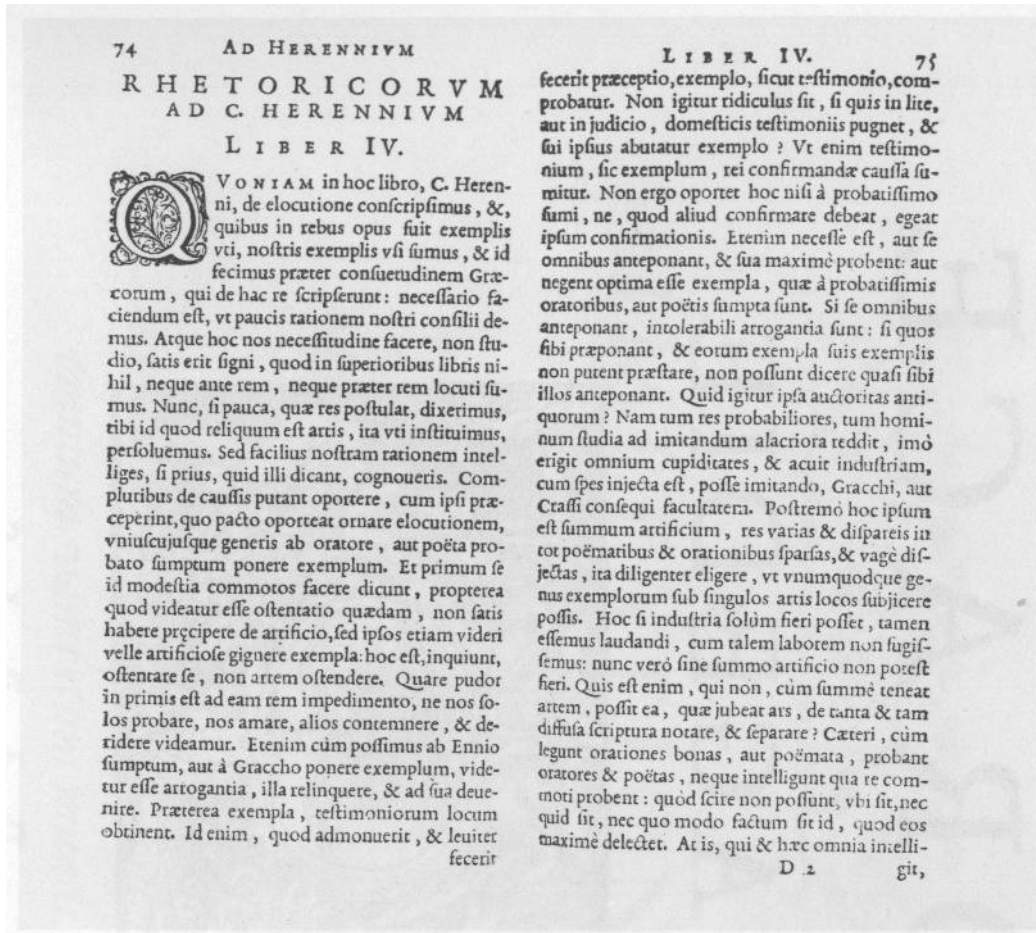 74 AD HERENNIVM
RHETORICORVM
AD C. HERENNIVM
LIBER IV.
QVONIAM in hoc libro, C. Heren-
ni, de elocutione conſcripſimus, &,
quibus in rebus opus fuit exemplis
vti, noſtris exemplis vſi ſumus, & id
fecimus præter conſuetudinem Græ-
corum, qui de hac re ſcripſerunt: neceſſario fa-
ciendum eſt, vt paucis rationem noſtri conſilii de-
mus. Atque hoc nos neceſſitudine facere, non ſtu-
dio, ſatis erit ſigni, quod in ſuperioribus libris ni-
hil, neque ante rem, neque præter rem locuti ſu-
mus. Nunc, ſi pauca, quæ res poſtulat, dixerimus,
tibi id quod reliquum eſt artis, ita vti inſtituimus,
perſoluemus. Sed facilius noſtram rationem intel-
liges, ſi prius, quid illi dicant, cognoueris. Com-
pluribus de cauſſis putant oportere, cum ipſi præ-
ceperint, quo pacto oporteat ornare elocutionem,
vniuſcujuſque generis ab oratore, aut poëta pro-
bato ſumptum ponere exemplum. Et primum ſe
id modeſtia commotos facere dicunt, propterea
quod videatur eſſe oſtentatio quædam, non ſatis
habere pręcipere de artificio, ſed ipſos etiam videri
velle artificioſe gignere exempla: hoc eſt, inquiunt,
oſtentare ſe, non artem oſtendere. Quare pudor
in primis eſt ad eam rem impedimento, ne nos ſo-
los probare, nos amare, alios contemnere, & de-
ridere videamur. Etenim cùm poſſimus ab Ennio
ſumptum, aut à Graccho ponere exemplum, vide-
tur eſſe arrogantia, illa relinquere, & ad ſua deue-
nire. Præterea exempla, teſtimoniorum locum
obtinent. Id enim, quod admonuerit, & leuiter
fecerit
LIBER IV. 75
fecerit præceptio, exemplo, ſicut teſtimonio, com-
probatur. Non igitur ridiculus ſit, ſi quis in lite,
aut in judicio, domeſticis teſtimoniis pugnet, &
ſui ipſius abutatur exemplo? Vt enim teſtimo-
nium, ſic exemplum, rei confirmandæ cauſſa ſu-
mitur. Non ergo oportet hoc niſi à probatiſſimo
ſumi, ne, quod aliud confirmare debeat, egeat
ipſum confirmationis. Etenim neceſſe eſt, aut ſe
omnibus anteponant, & ſua maximè probent: aut
negent optima eſſe exempla, quæ à probatiſſimis
oratoribus, aut poëtis ſumpta ſunt. Si ſe omnibus
anteponant, intolerabili arrogantia ſunt: ſi quos
ſibi præponant, & eorum exempla ſuis exemplis
non putent præſtare, non poſſunt dicere quaſi ſibi
illos anteponant. Quid igitur ipſa auctoritas anti-
quorum? Nam tum res probabiliores, tum homi-
num ſtudia ad imitandum alacriora reddit, imò
erigit omnium cupiditates, & acuit induſtriam,
cum ſpes injecta eſt, poſſe imitando, Gracchi, aut
Craſſi conſequi facultatem. Poſtremò hoc ipſum
eſt ſummum artificium, res varias & diſpareis in
tot poëmatibus & orationibus ſparſas, & vagè diſ-
jectas, ita diligenter eligere, vt vnumquodque ge-
nus exemplorum ſub ſingulos artis locos ſubjicere
poſſis. Hoc ſi induſtria ſolùm fieri poſſet, tamen
eſſemus laudandi, cum talem laborem non fugiſ-
ſemus: nunc verò ſine ſummo artificio non poteſt
fieri. Quis eſt enim, qui non, cùm ſummè teneat
artem, poſſit ea, quæ jubeat ars, de tanta & tam
diffuſa ſcriptura notare, & ſeparare? Cæteri, cùm
legunt orationes bonas, aut poëmata, probant
oratores & poëtas, neque intelligunt qua re com-
moti probent: quòd ſcire non poſſunt, vbi ſit, nec
quid ſit, nec quo modo factum ſit id, quod eos
maximè delectet. At is, qui & hæc omnia intelli-
D 2 git,